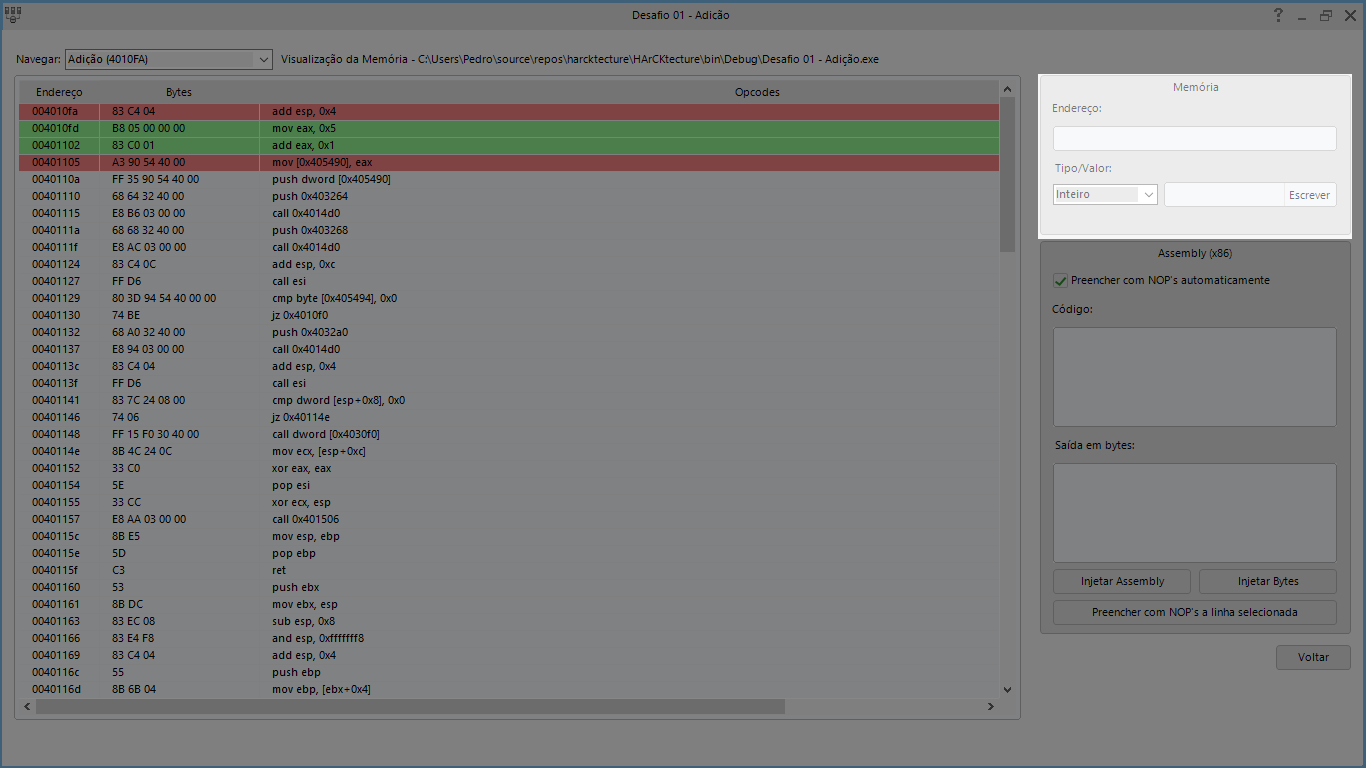 Desafio 01 - Adição
Navegar: Adição (4010FA) Visualização da Memória - C:\Users\Pedro\source\repos\harcktecture\HArCKtecture\bin\Debug\Desafio 01 - Adição.exe
Endereço Bytes Opcodes
004010fa 83 C4 04 add esp, 0x4
004010fd B8 05 00 00 00 mov eax, 0x5
00401102 83 C0 01 add eax, 0x1
00401105 A3 90 54 40 00 mov [0x405490], eax
0040110a FF 35 90 54 40 00 push dword [0x405490]
00401110 68 64 32 40 00 push 0x403264
00401115 E8 B6 03 00 00 call 0x4014d0
0040111a 68 68 32 40 00 push 0x403268
0040111f E8 AC 03 00 00 call 0x4014d0
00401124 83 C4 0C add esp, 0xc
00401127 FF D6 call esi
00401129 80 3D 94 54 40 00 00 cmp byte [0x405494], 0x0
00401130 74 BE jz 0x4010f0
00401132 68 A0 32 40 00 push 0x4032a0
00401137 E8 94 03 00 00 call 0x4014d0
0040113c 83 C4 04 add esp, 0x4
0040113f FF D6 call esi
00401141 83 7C 24 08 00 cmp dword [esp+0x8], 0x0
00401146 74 06 jz 0x40114e
00401148 FF 15 F0 30 40 00 call dword [0x4030f0]
0040114e 8B 4C 24 0C mov ecx, [esp+0xc]
00401152 33 C0 xor eax, eax
00401154 5E pop esi
00401155 33 CC xor ecx, esp
00401157 E8 AA 03 00 00 call 0x401506
0040115c 8B E5 mov esp, ebp
0040115e 5D pop ebp
0040115f C3 ret
00401160 53 push ebx
00401161 8B DC mov ebx, esp
00401163 83 EC 08 sub esp, 0x8
00401166 83 E4 F8 and esp, 0xfffffff8
00401169 83 C4 04 add esp, 0x4
0040116c 55 push ebp
0040116d 8B 6B 04 mov ebp, [ebx+0x4]
Memória
Endereço:
Tipo/Valor:
Inteiro Escrever
Assembly (x86)
Preencher com NOP's automaticamente
Código:
Saída em bytes:
Injetar Assembly Injetar Bytes
Preencher com NOP's a linha selecionada
Voltar